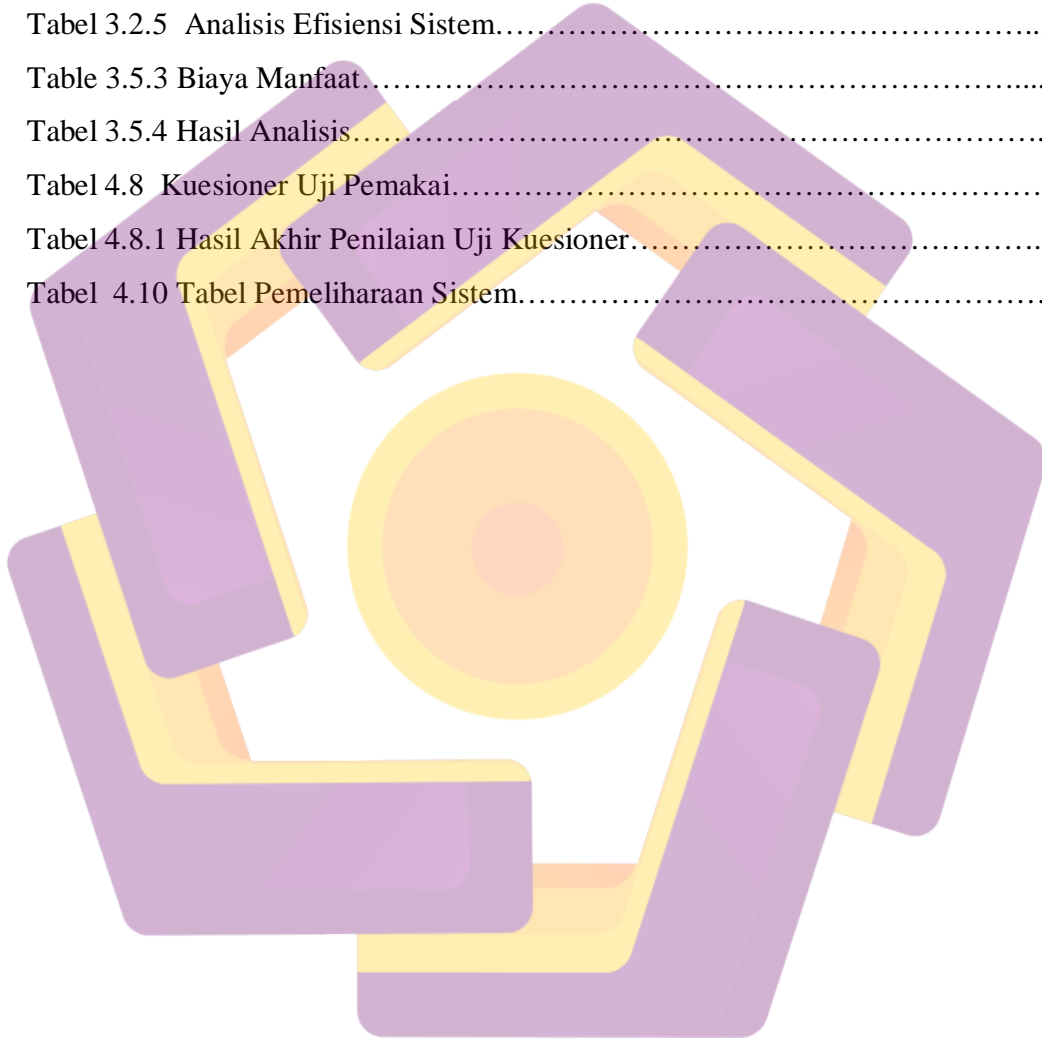 Tabel 3.2.5  Analisis Efisiensi Sistem…………………………………………………...
Table 3.5.3 Biaya Manfaat……………………………………………………………....
Tabel 3.5.4 Hasil Analisis……………………………………………………………….
Tabel 4.8  Kuesioner Uji Pemakai………………………………………………………
Tabel 4.8.1 Hasil Akhir Penilaian Uji Kuesioner……………………………………….
Tabel  4.10 Tabel Pemeliharaan Sistem…………………………………………………